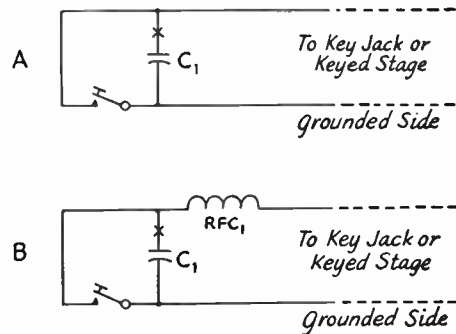 A
C1
To Key Jack or
Keyed Stage
Grounded Side
B
RFC1
C1
To Key Jack or
Keyed Stage
Grounded Side